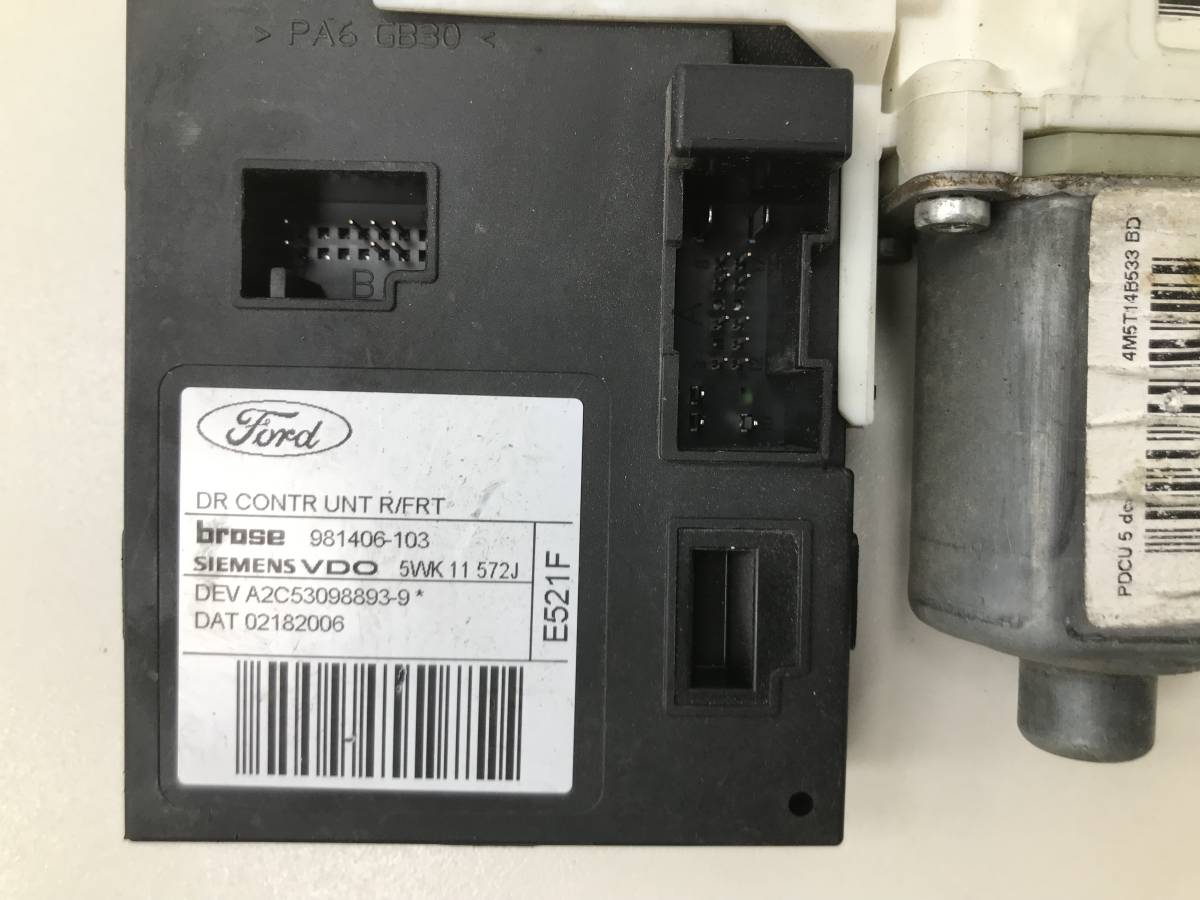 > PA6 GB30 <
B
A
Ford
DR CONTR UNT R/FRT
brose 981406-103
SIEMENS VDO 5WK 11 572J
DEV A2C53098893-9 *
DAT 02182006
E521F
4M5T14B533 BD
PDCU 5